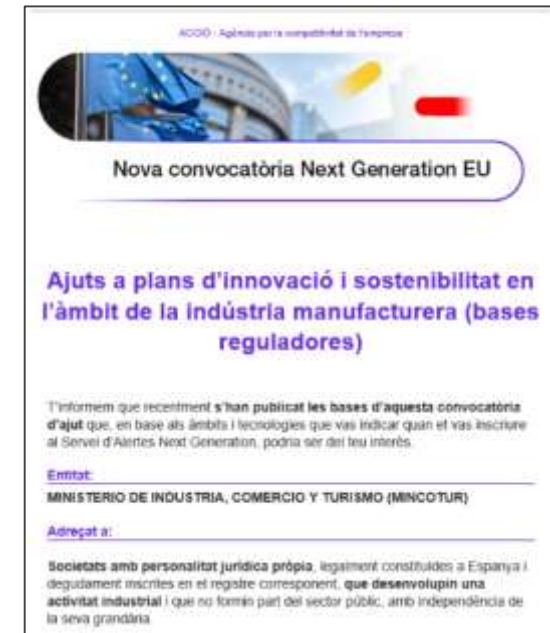 ACCIÓ - Agència per la competitivitat de l'empresa
Nova convocatòria Next Generation EU
Ajuts a plans d'innovació i sostenibilitat en
l'àmbit de la indústria manufacturera (bases
reguladores)
T'informem que recentment s'han publicat les bases d'aquesta convocatòria
d'ajut que, en base als àmbits i tecnologies que vas indicar quan et vas inscriure
al Servei d'Alertes Next Generation, podria ser del teu interès.
Entitat:
MINISTERIO DE INDUSTRIA, COMERCIO Y TURISMO (MINCOTUR)
Adreçat a:
Societats amb personalitat jurídica pròpia, legalment constituïdes a Espanya i
degudament inscrites en el registre corresponent, que desenvolupin una
activitat industrial i que no formin part del sector públic, amb independència de
la seva grandària.